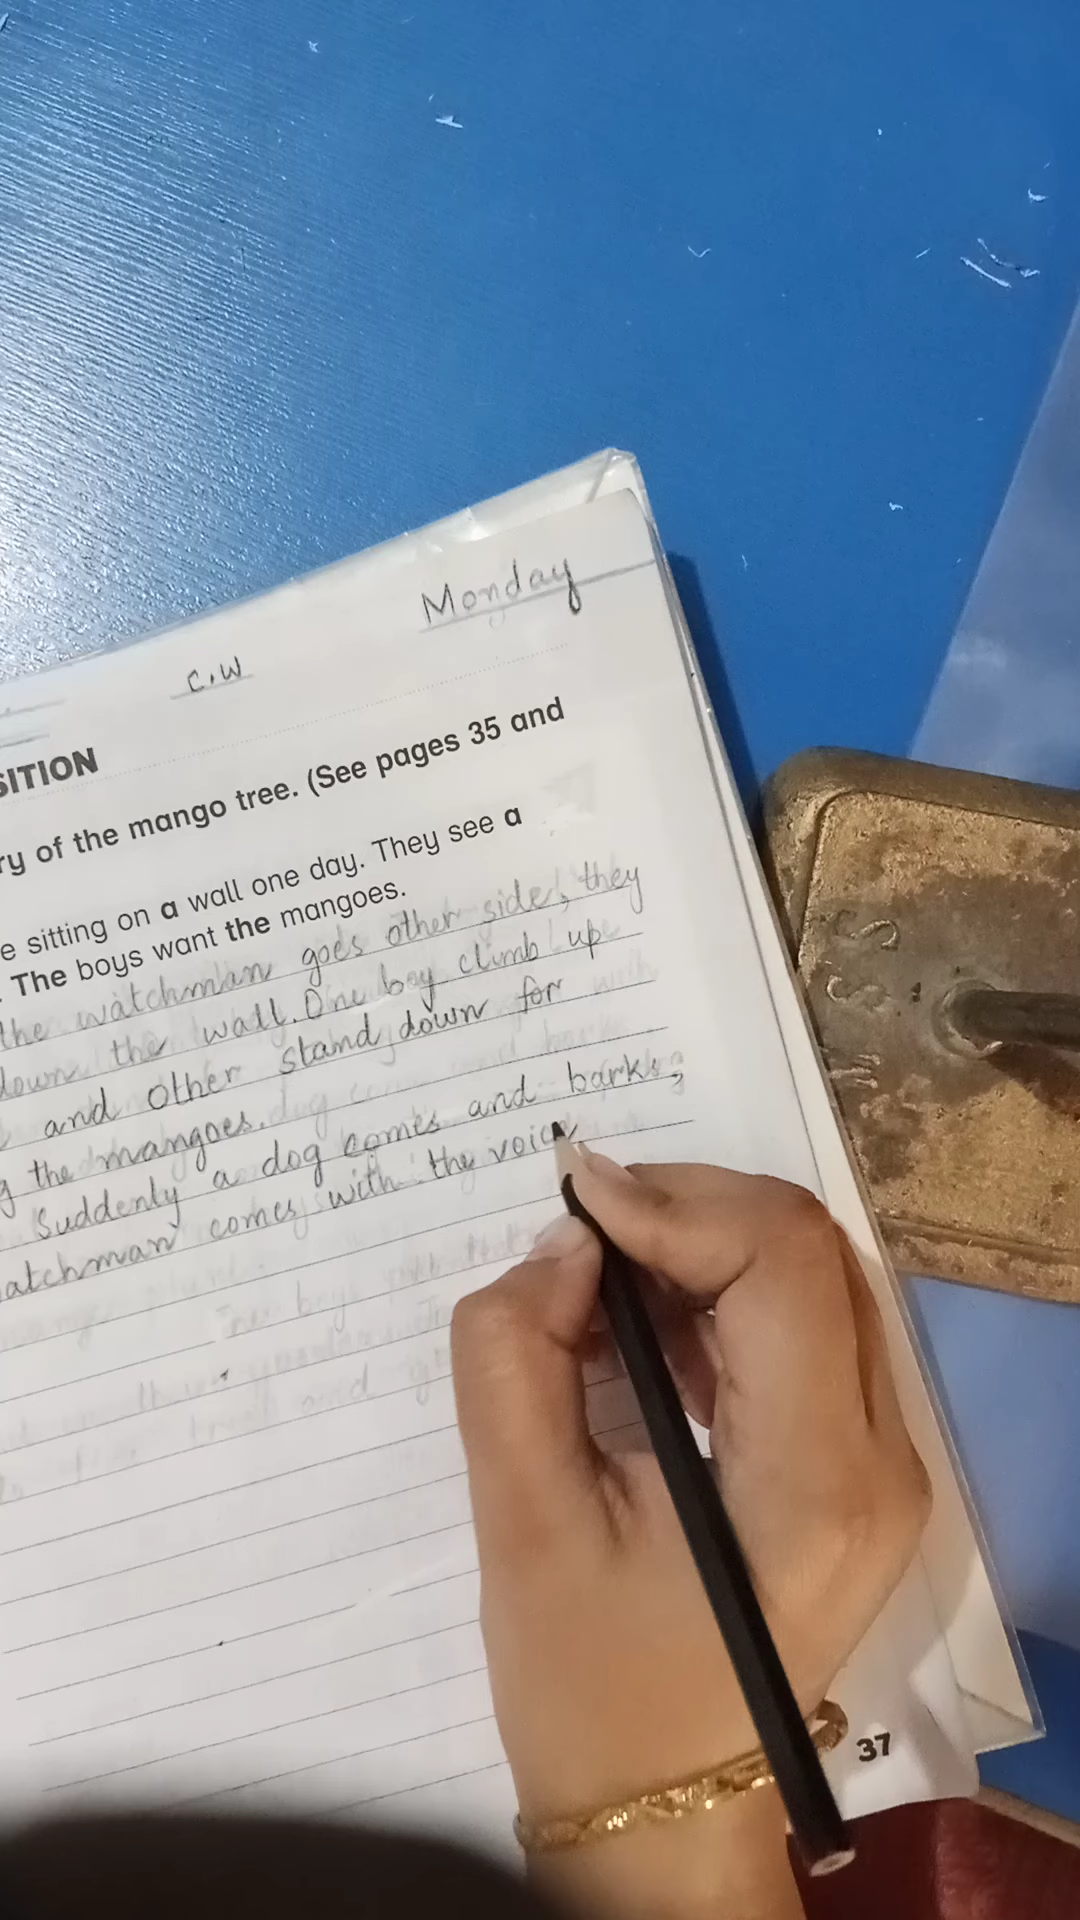 Monday
C.W
SITION
ry of the mango tree. (See pages 35 and
e sitting on a wall one day. They see a
. The boys want the mangoes.
the watchman goes other side, they
down the wall. One boy climb up
and other stand down for
g the mangoes.
Suddenly a dog comes and barks,
atchman comes with the voice
37